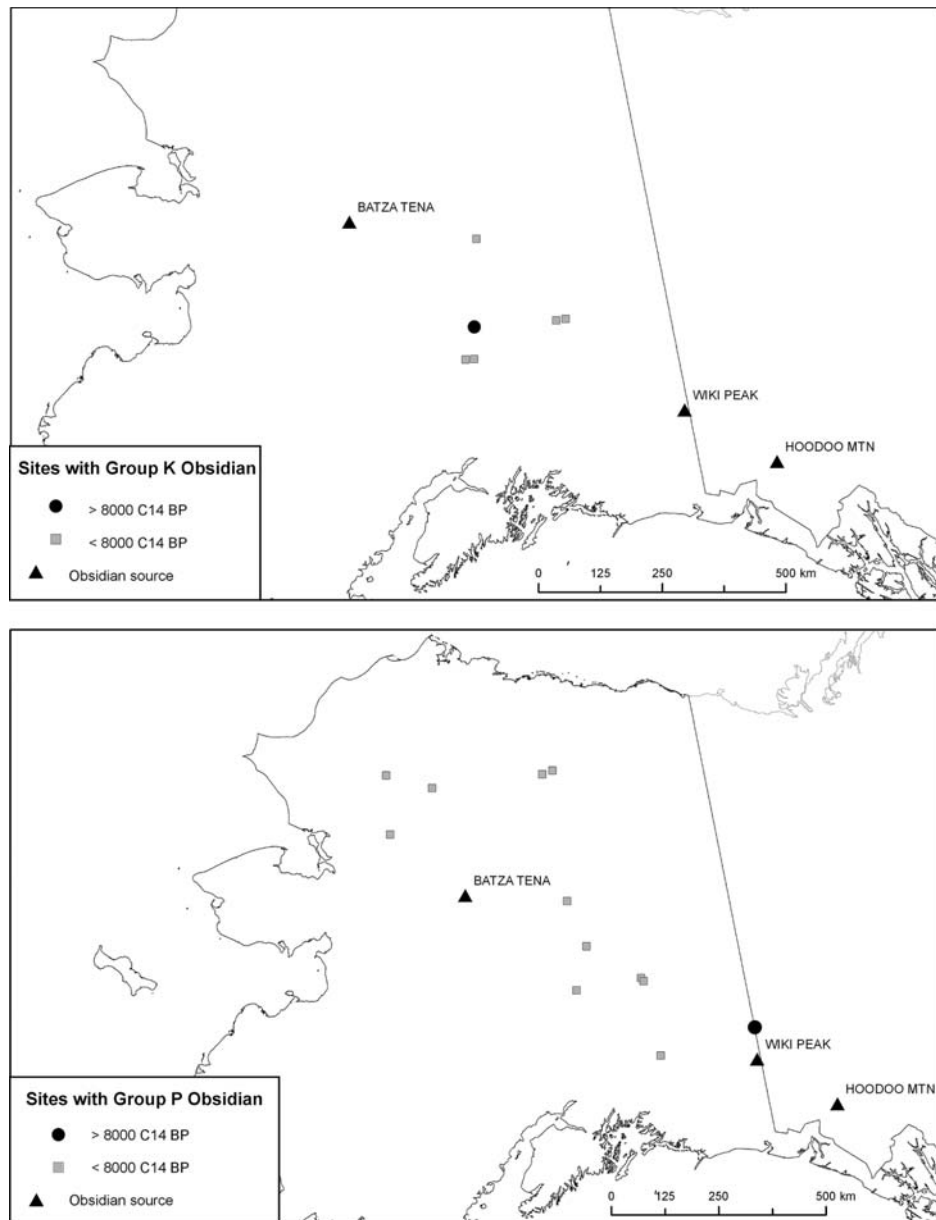 BATZA TENA
WIKI PEAK
HOODOO MTN
Sites with Group K Obsidian
> 8000 C14 BP
< 8000 C14 BP
Obsidian source
0 125 250 500 km
BATZA TENA
WIKI PEAK
HOODOO MTN
Sites with Group P Obsidian
> 8000 C14 BP
< 8000 C14 BP
Obsidian source
0 125 250 500 km